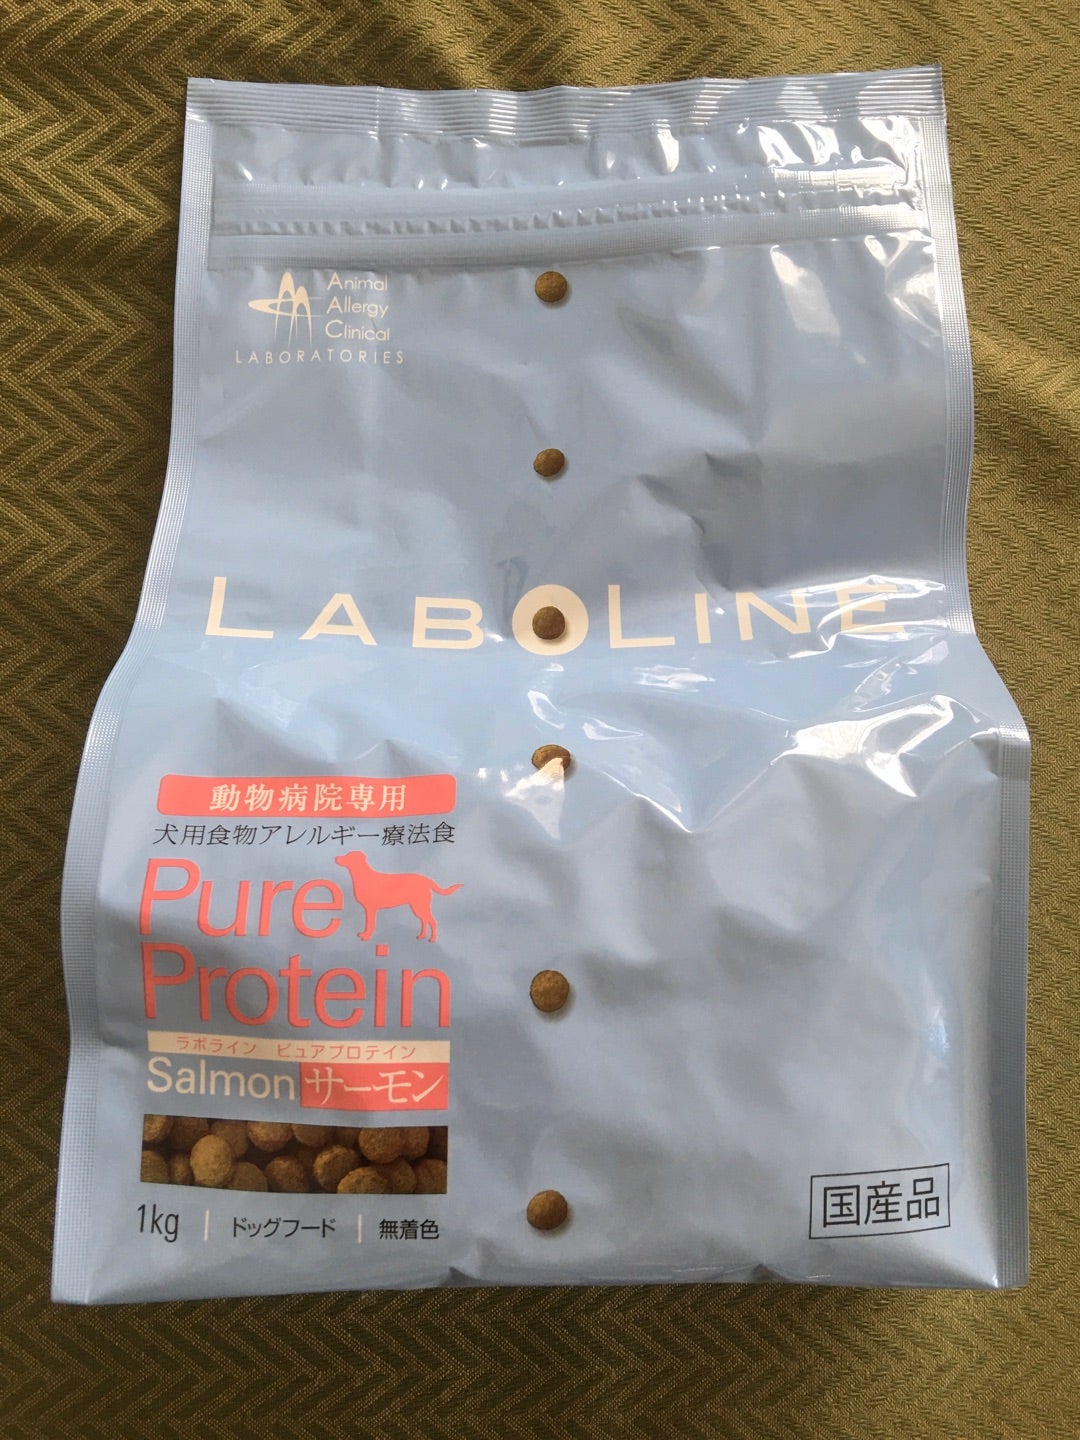 Animal
Allergy
Clinical
LABORATORIES
LABOLINE
動物病院専用
犬用食物アレルギー療法食
Pure
Protein
ラボライン ピュアプロテイン
Salmon サーモン
1kg | ドッグフード | 無着色
国産品